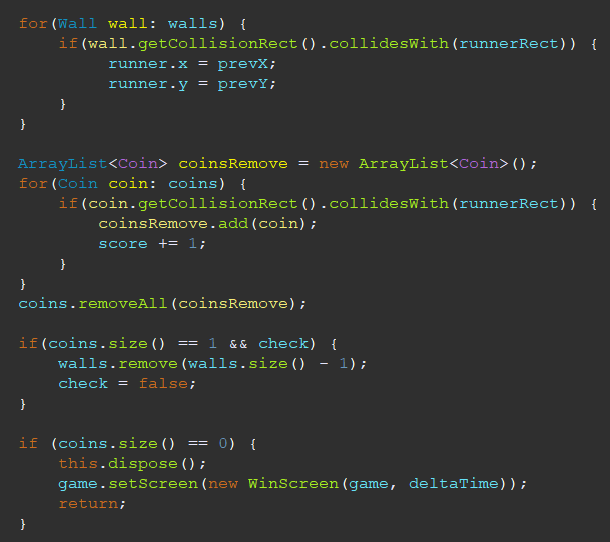 for(Wall wall: walls) {
    if(wall.getCollisionRect().collidesWith(runnerRect)) {
         runner.x = prevX;
         runner.y = prevY;
    }
}

ArrayList<Coin> coinsRemove = new ArrayList<Coin>();
for(Coin coin: coins) {
    if(coin.getCollisionRect().collidesWith(runnerRect)) {
        coinsRemove.add(coin);
        score += 1;
    }
}
coins.removeAll(coinsRemove);

if(coins.size() == 1 && check) {
    walls.remove(walls.size() - 1);
    check = false;
}

if (coins.size() == 0) {
    this.dispose();
    game.setScreen(new WinScreen(game, deltaTime));
    return;
}